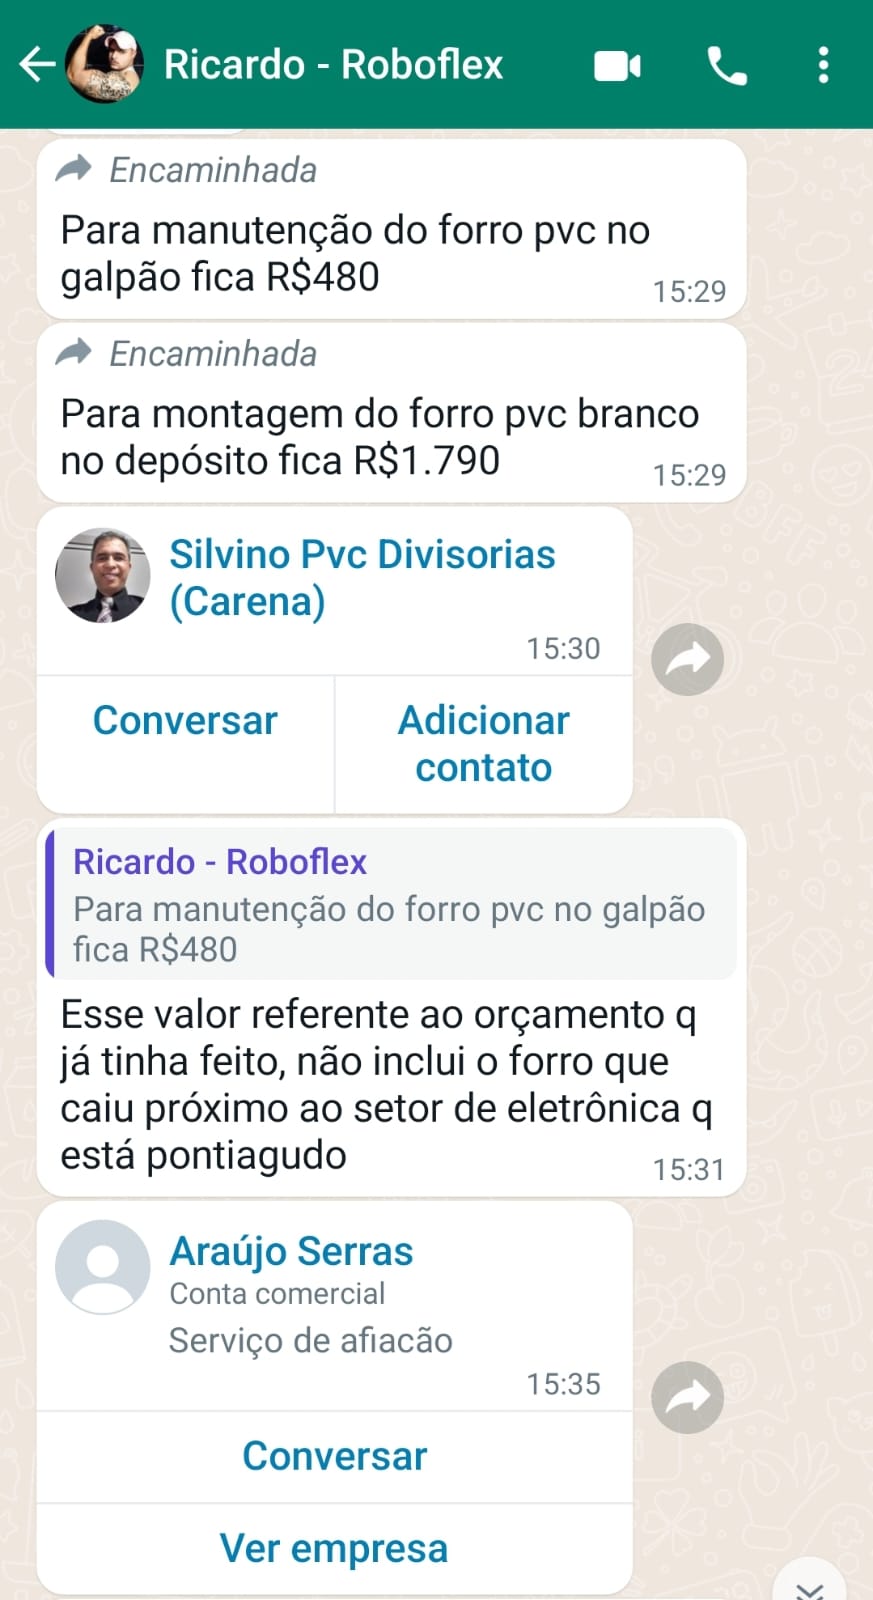 Ricardo - Roboflex
Encaminhada
Para manutenção do forro pvc no
galpão fica R$480
15:29
Encaminhada
Para montagem do forro pvc branco
no depósito fica R$1.790
15:29
Silvino Pvc Divisorias
(Carena)
15:30
Conversar
Adicionar
contato
Ricardo - Roboflex
Para manutenção do forro pvc no galpão
fica R$480
Esse valor referente ao orçamento q
já tinha feito, não inclui o forro que
caiu próximo ao setor de eletrônica q
está pontiagudo
15:31
Araújo Serras
Conta comercial
Serviço de afiacão
15:35
Conversar
Ver empresa